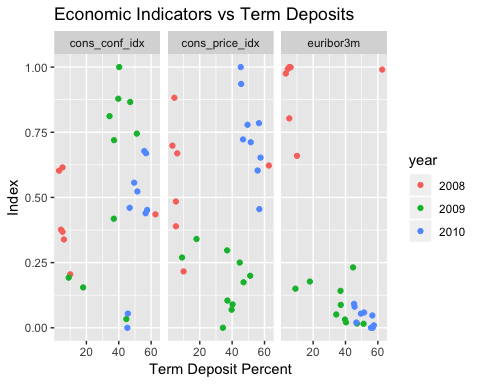 Economic Indicators vs Term Deposits
cons_conf_idx cons_price_idx euribor3m
1.00
0.75
0.50
0.25
0.00
Index
20 40 60 20 40 60 20 40 60
Term Deposit Percent
year
2008
2009
2010